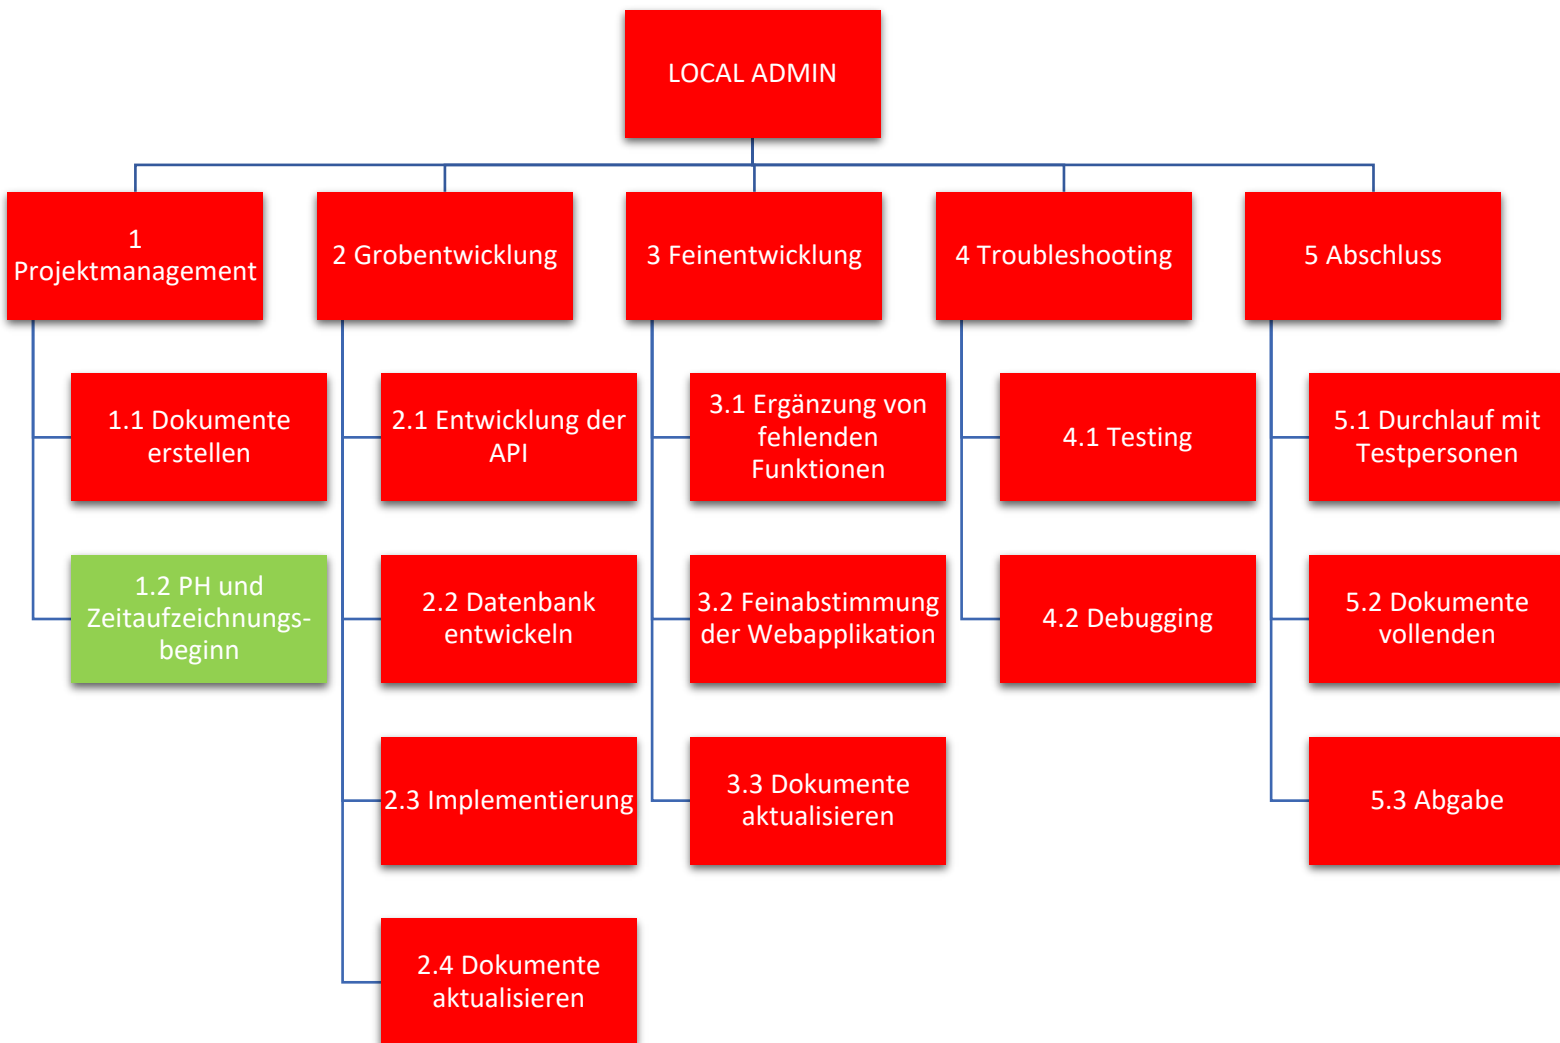 LOCAL ADMIN
1
Projektmanagement
2 Grobentwicklung
3 Feinentwicklung
4 Troubleshooting
5 Abschluss
1.1 Dokumente
erstellen
1.2 PH und
Zeitaufzeichnungs-
beginn
2.1 Entwicklung der
API
2.2 Datenbank
entwickeln
2.3 Implementierung
2.4 Dokumente
aktualisieren
3.1 Ergänzung von
fehlenden
Funktionen
3.2 Feinabstimmung
der Webapplikation
3.3 Dokumente
aktualisieren
4.1 Testing
4.2 Debugging
5.1 Durchlauf mit
Testpersonen
5.2 Dokumente
vollenden
5.3 Abgabe